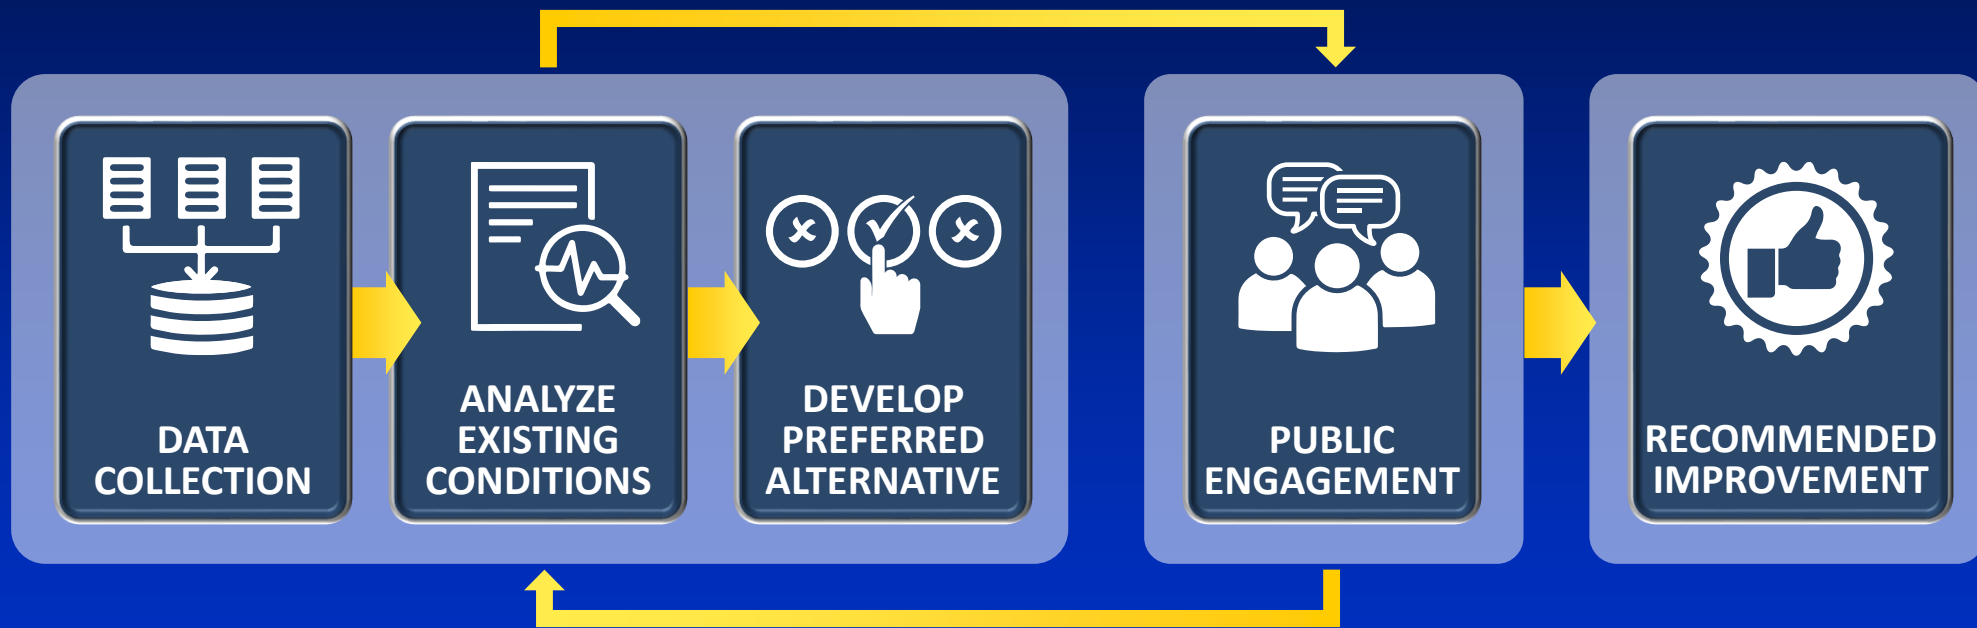 DATA
COLLECTION
ANALYZE
EXISTING
CONDITIONS
DEVELOP
PREFERRED
ALTERNATIVE
PUBLIC
ENGAGEMENT
RECOMMENDED
IMPROVEMENT